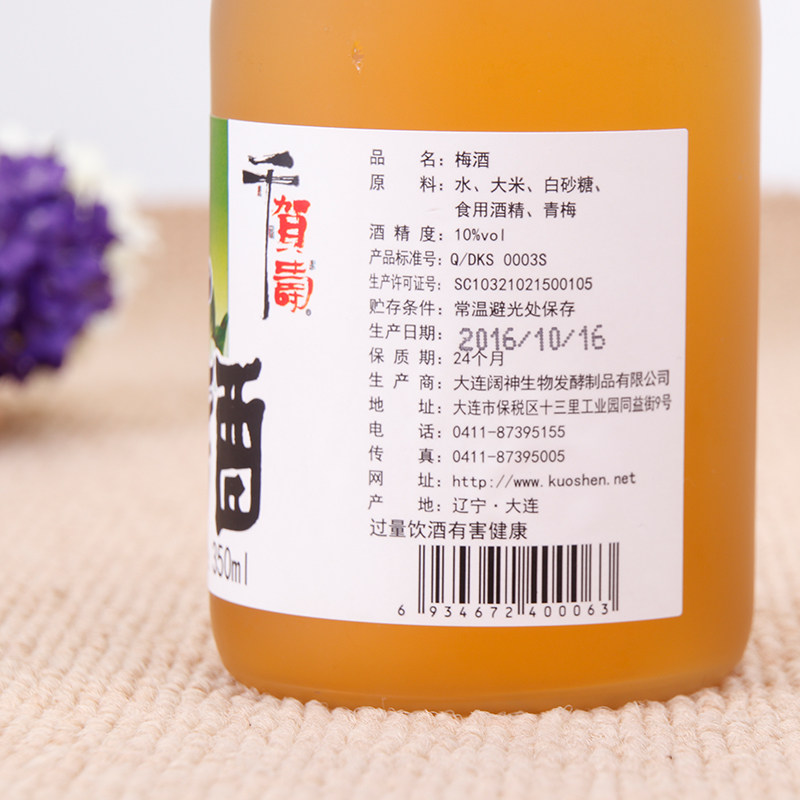 千賀壽
酒
350ml
品 名：梅酒
原 料：水、大米、白砂糖、
食用酒精、青梅
酒 精 度：10%vol
产品标准号：Q/DKS 0003S
生产许可证号：SC10321021500105
贮存条件：常温避光处保存
生产日期：2016/10/16
保 质 期：24个月
生 产 商：大连阔神生物发酵制品有限公司
地 址：大连市保税区十三里工业园同益街9号
电 话：0411-87395155
传 真：0411-87395005
网 址：http://www.kuoshen.net
产 地：辽宁·大连
过量饮酒有害健康
6 934672 400063